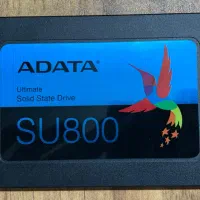 ADATA
Ultimate
Solid-State Drive
SU800